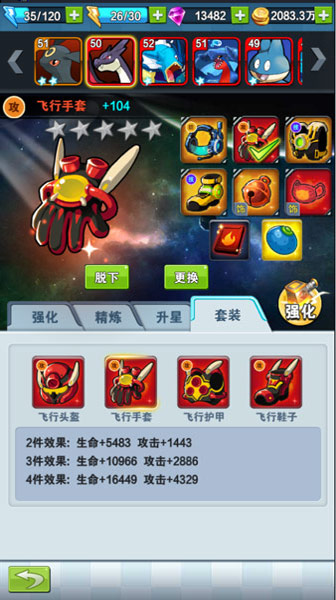 35/120 26/30 13482 2083.3万
51 50 52 51 49
攻 飞行手套 +104
饰 饰
脱下 更换 强化
强化 精炼 升星 套装
飞行头盔 飞行手套 飞行护甲 飞行鞋子
2件效果: 生命+5483 攻击+1443
3件效果: 生命+10966 攻击+2886
4件效果: 生命+16449 攻击+4329